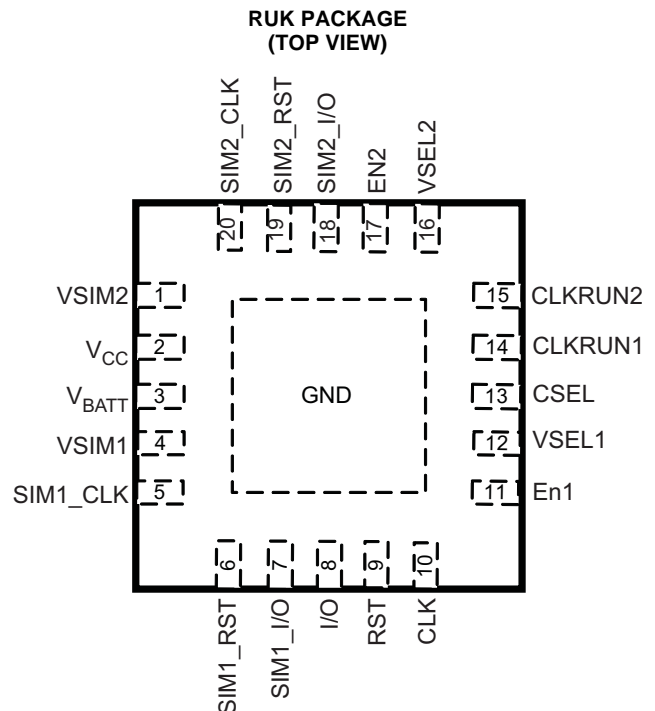 RUK PACKAGE
(TOP VIEW)
SIM2_CLK
SIM2_RST
SIM2_I/O
EN2
VSEL2
20
19
18
17
16
VSIM2 1
VCC 2
VBATT 3
VSIM1 4
SIM1_CLK 5
GND
15 CLKRUN2
14 CLKRUN1
13 CSEL
12 VSEL1
11 En1
6
7
8
9
10
SIM1_RST
SIM1_I/O
I/O
RST
CLK